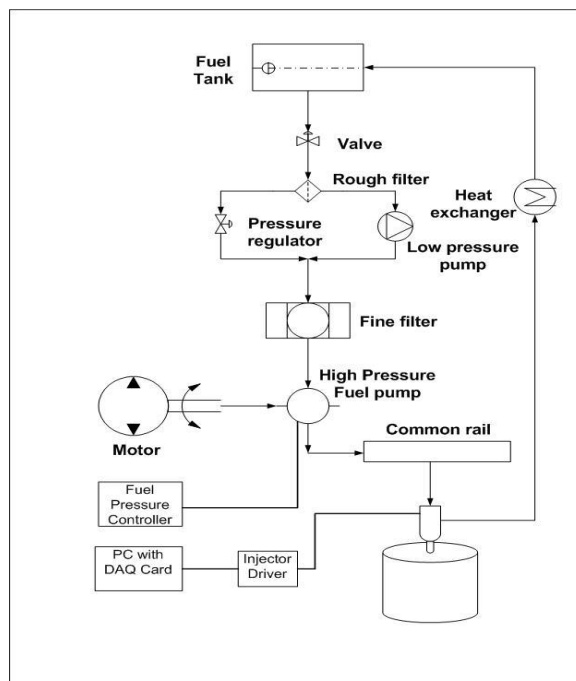 Fuel
Tank
Valve
Rough filter
Pressure
regulator
Heat
exchanger
Low pressure
pump
Fine filter
High Pressure
Fuel pump
Motor
Common rail
Fuel
Pressure
Controller
PC with
DAQ Card
Injector
Driver